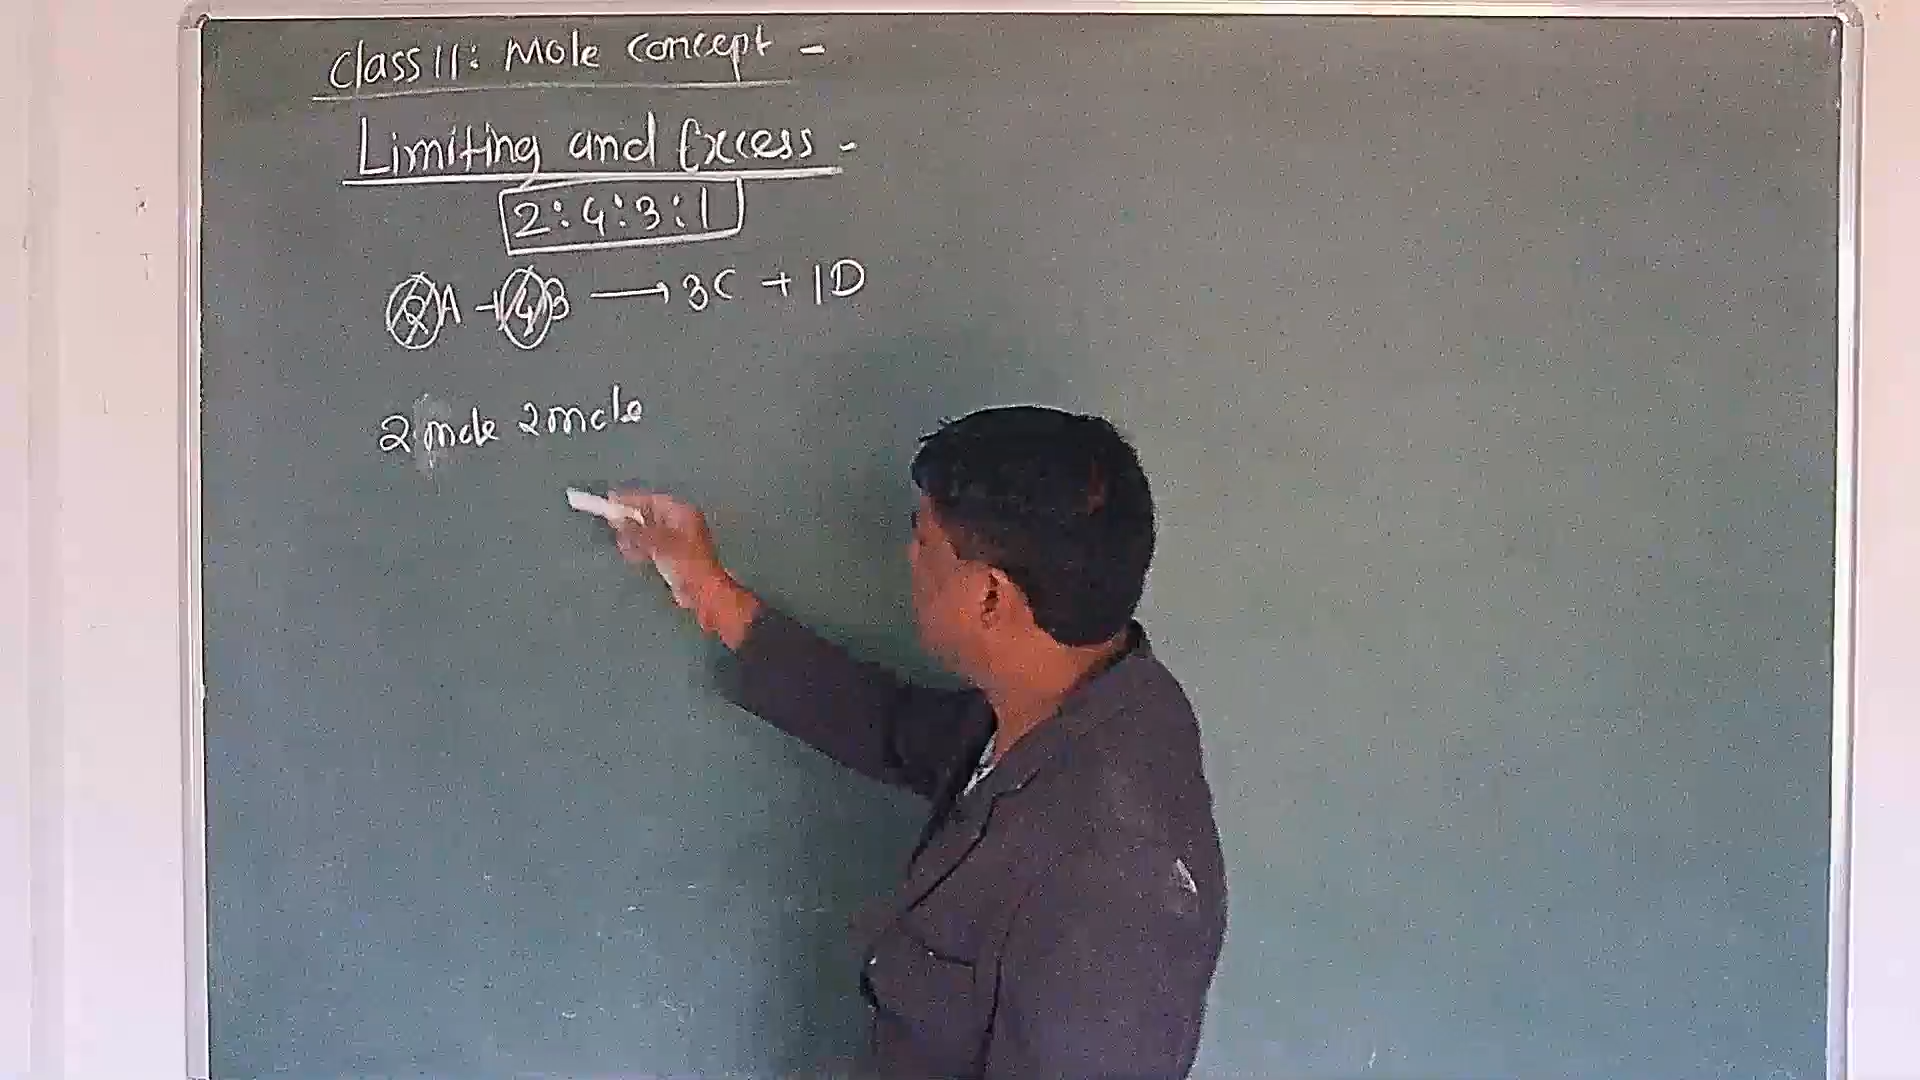 Class 11: Mole concept -
Limiting and Excess -
2:4:3:1
2A + 4B → 3C + 1D
2 mole 2 mole